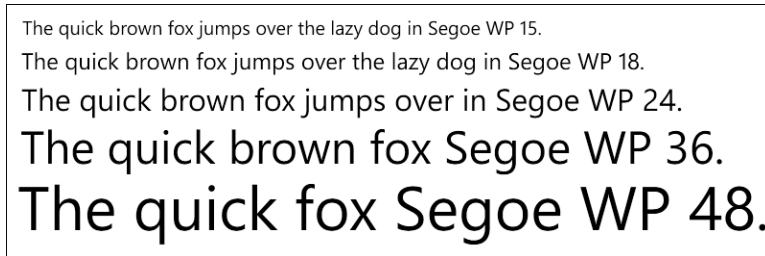 The quick brown fox jumps over the lazy dog in Segoe WP 15.
The quick brown fox jumps over the lazy dog in Segoe WP 18.
The quick brown fox jumps over in Segoe WP 24.
The quick brown fox Segoe WP 36.
The quick fox Segoe WP 48.